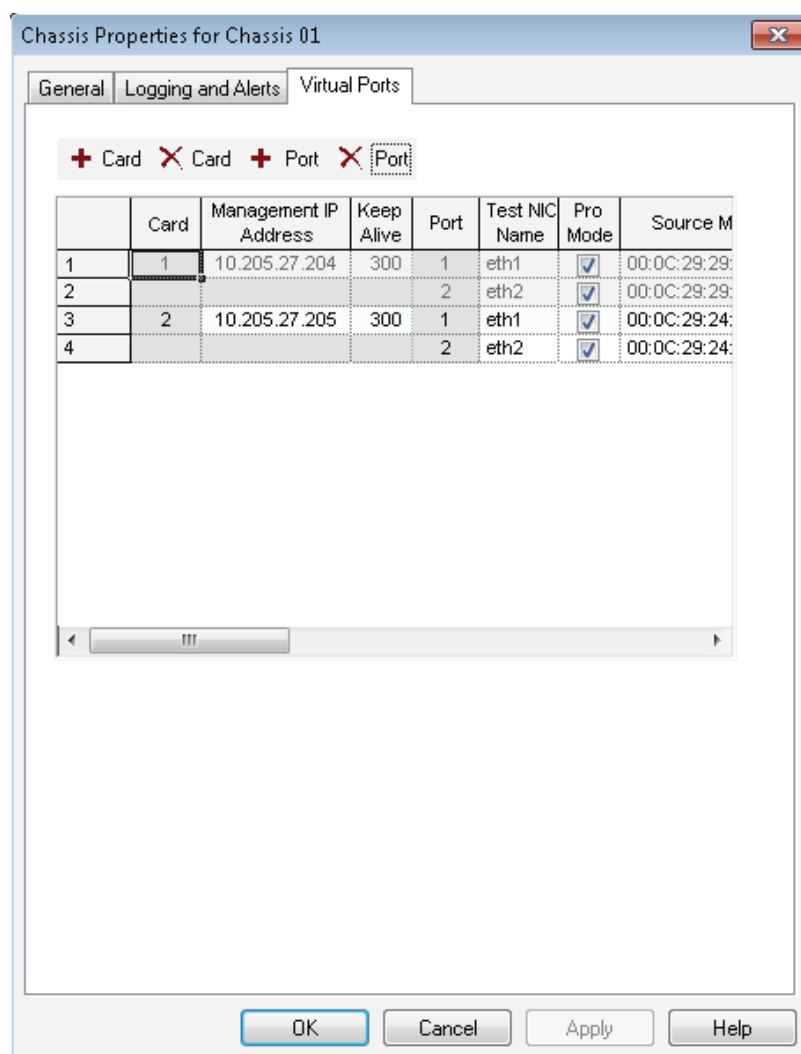 Chassis Properties for Chassis 01
General Logging and Alerts Virtual Ports
Card Card Port Port
Card Management IP Address Keep Alive Port Test NIC Name Pro Mode Source M
1 1 10.205.27.204 300 1 eth1 00:0C:29:29:
2 2 eth2 00:0C:29:29:
3 2 10.205.27.205 300 1 eth1 00:0C:29:24:
4 2 eth2 00:0C:29:24:
OK Cancel Apply Help